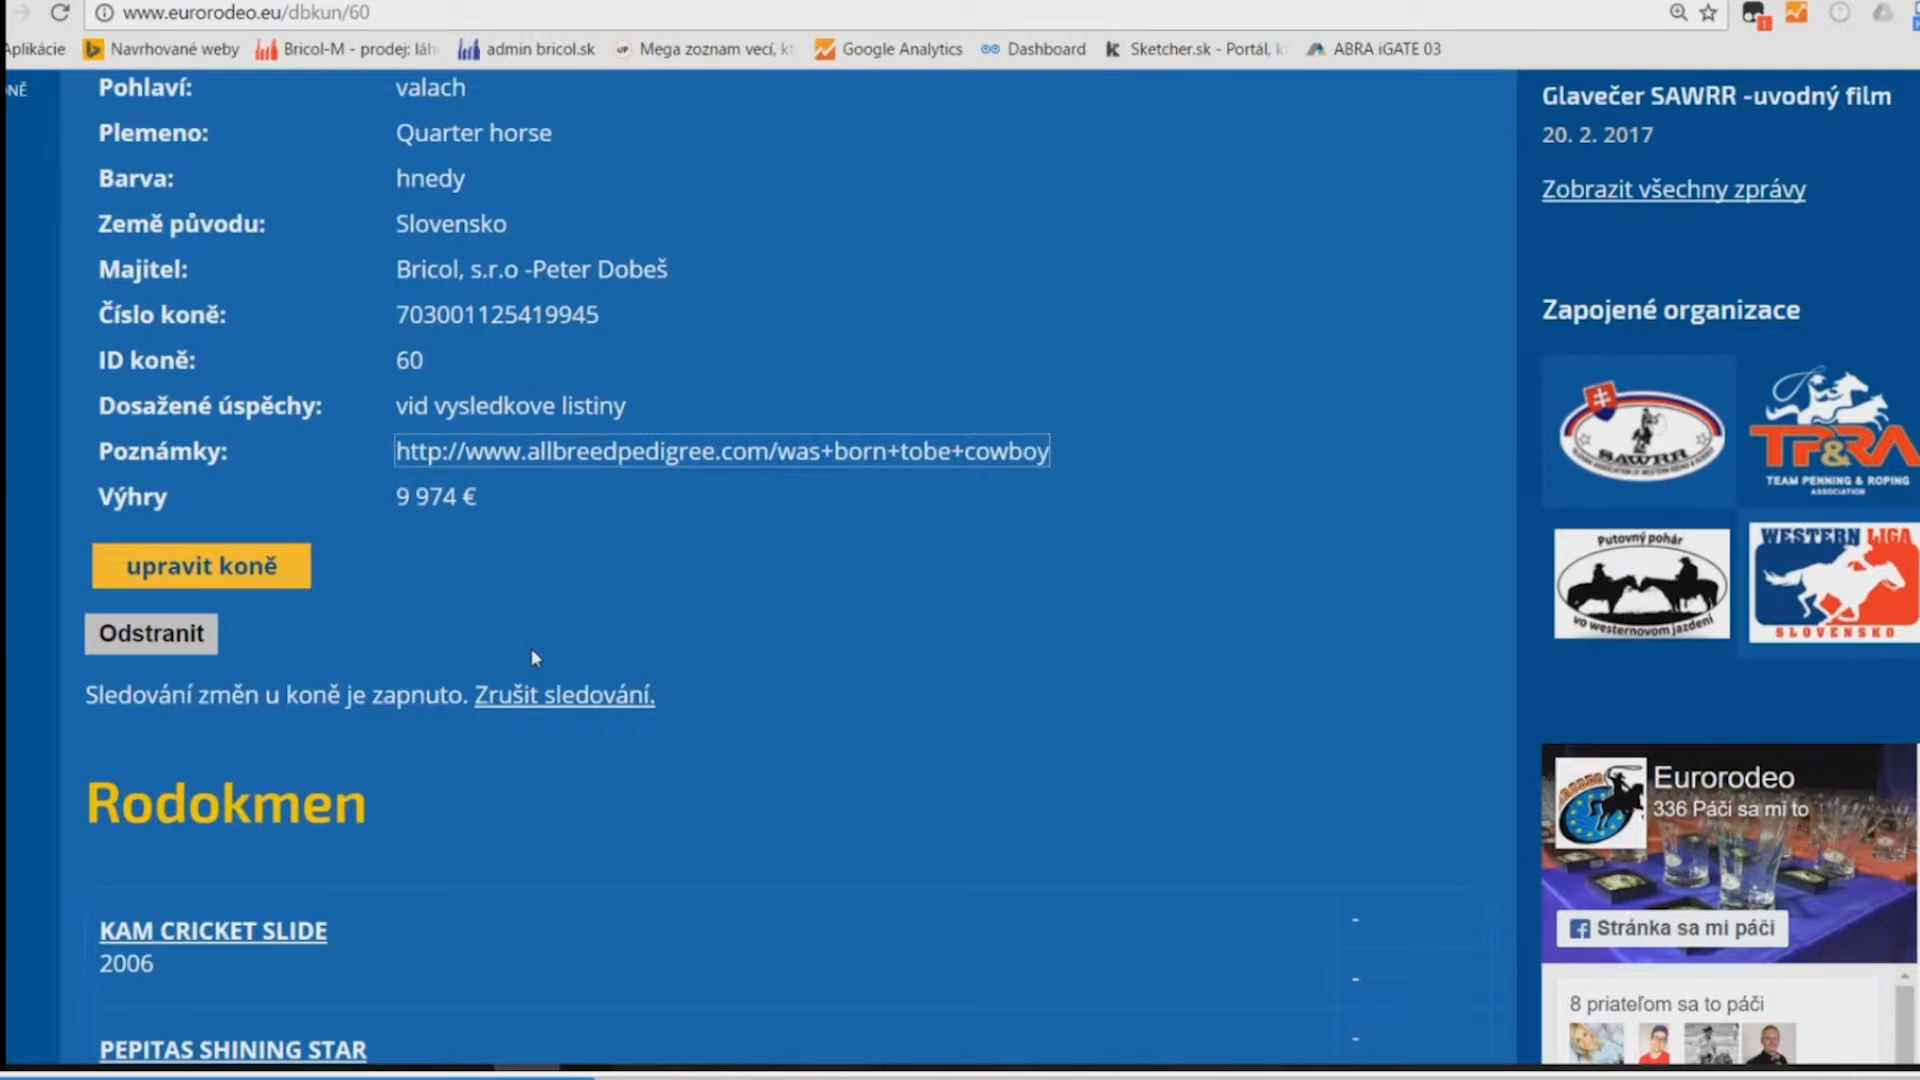 www.eurorodeo.eu/dbkun/60
Aplikácie Navrhované weby Bricol-M - prodej: láh admin bricol.sk Mega zoznam vecí, kt Google Analytics Dashboard Sketcher.sk - Portál, k ABRA iGATE 03
NĚ
Pohlaví: valach
Plemeno: Quarter horse
Barva: hnedy
Země původu: Slovensko
Majitel: Bricol, s.r.o -Peter Dobeš
Číslo koně: 703001125419945
ID koně: 60
Dosažené úspěchy: vid vysledkove listiny
Poznámky: http://www.allbreedpedigree.com/was+born+tobe+cowboy
Výhry 9 974 €
upravit koně
Odstranit
Sledování změn u koně je zapnuto. Zrušit sledování.
Rodokmen
KAM CRICKET SLIDE
2006
PEPITAS SHINING STAR
-
-
-
Glavečer SAWRR -uvodný film
20. 2. 2017
Zobrazit všechny zprávy
Zapojené organizace
SAWRR
TP&RA
TEAM PENNING & ROPING
ASSOCIATION
Putovný pohár
vo westernovom jazdení
WESTERN LIGA
SLOVENSKO
Eurorodeo
336 Páči sa mi to
Stránka sa mi páči
8 priateľom sa to páči